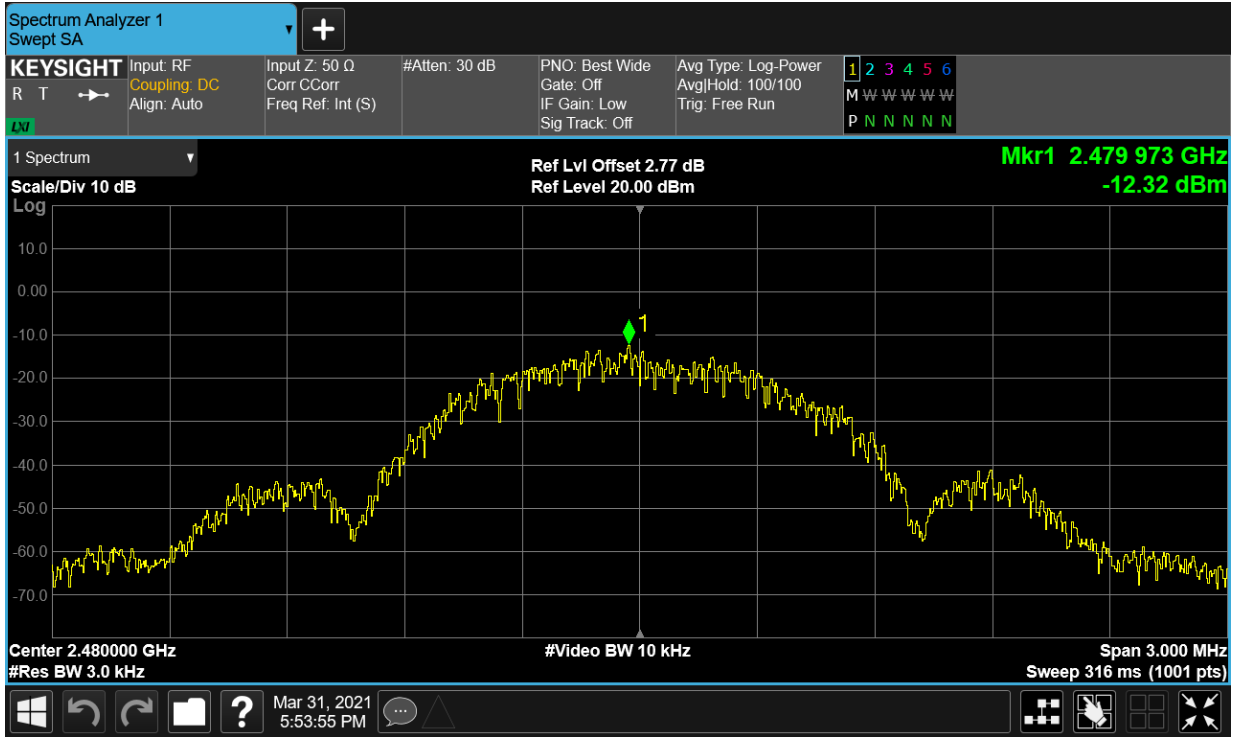 Spectrum Analyzer 1
Swept SA
+
KEYSIGHT
R T
LXI
Input: RF
Coupling: DC
Align: Auto
Input Z: 50 Ω
Corr CCorr
Freq Ref: Int (S)
#Atten: 30 dB
PNO: Best Wide
Gate: Off
IF Gain: Low
Sig Track: Off
Avg Type: Log-Power
Avg|Hold: 100/100
Trig: Free Run
1 2 3 4 5 6
M W W W W W
P N N N N N
1 Spectrum
Scale/Div 10 dB
Log
Ref Lvl Offset 2.77 dB
Ref Level 20.00 dBm
Mkr1 2.479 973 GHz
-12.32 dBm
10.0
0.00
-10.0
-20.0
-30.0
-40.0
-50.0
-60.0
-70.0
1
Center 2.480000 GHz
#Video BW 10 kHz
Span 3.000 MHz
#Res BW 3.0 kHz
Sweep 316 ms (1001 pts)
?
Mar 31, 2021
5:53:55 PM